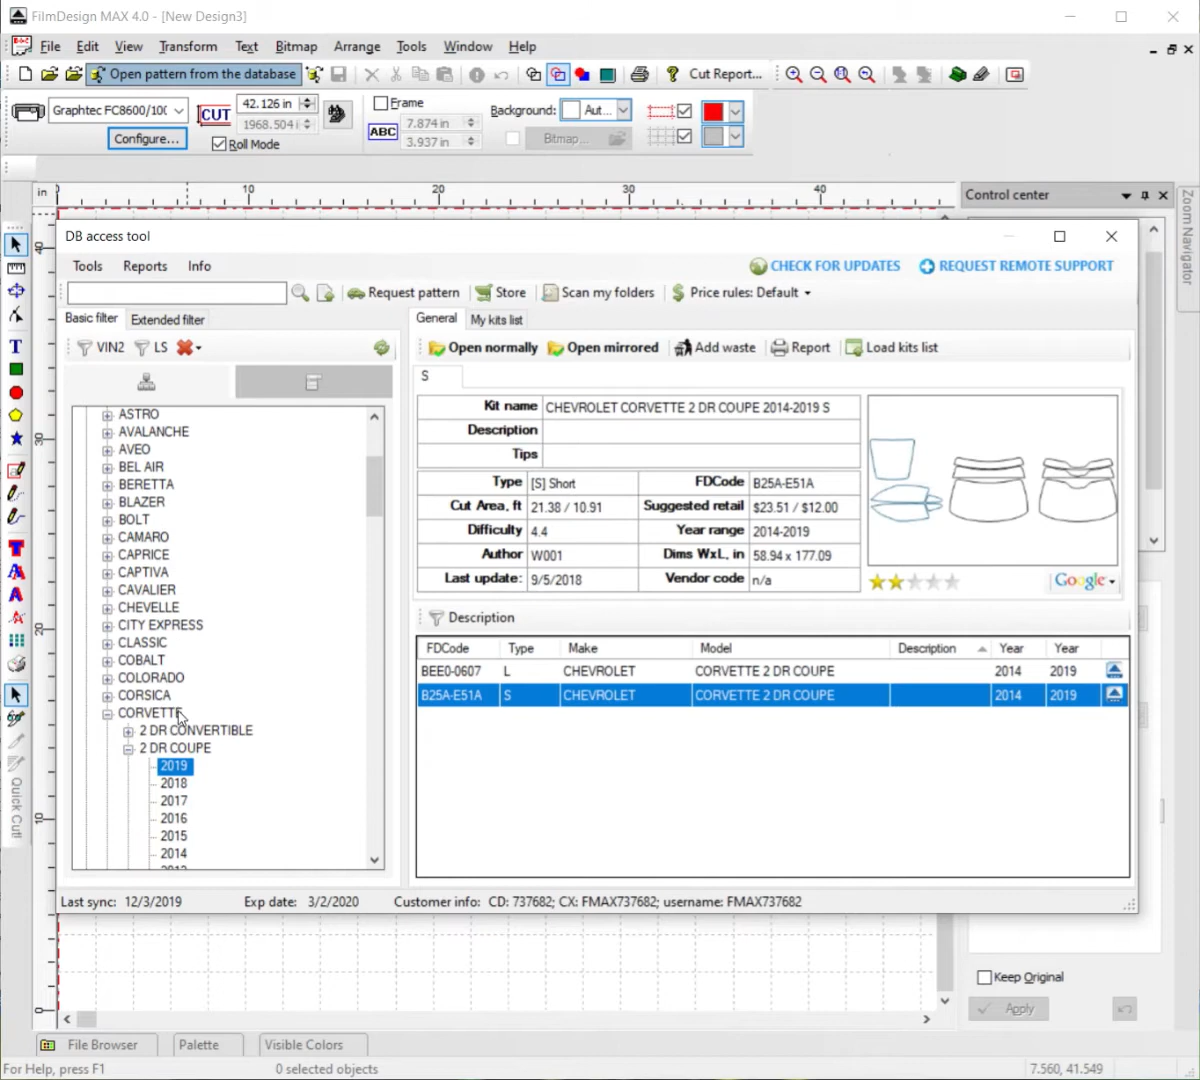 FilmDesign MAX 4.0 - [New Design3]
File Edit View Transform Text Bitmap Arrange Tools Window Help
Open pattern from the database Cut Report...
Graphtec FC8600/10( CUT 42.126 in Frame Background: Aut...
1968.504 i ABC 7.874 in
Configure... Roll Mode 3.937 in Bitmap...
in 10 20 30 40 Control center
Zoom Navigator
40
30
20
10
0
DB access tool
Tools Reports Info CHECK FOR UPDATES REQUEST REMOTE SUPPORT
Request pattern Store Scan my folders Price rules: Default
Basic filter Extended filter General My kits list
VIN2 LS Open normally Open mirrored Add waste Report Load kits list
S
ASTRO
AVALANCHE
AVEO
BEL AIR
BERETTA
BLAZER
BOLT
CAMARO
CAPRICE
CAPTIVA
CAVALIER
CHEVELLE
CITY EXPRESS
CLASSIC
COBALT
COLORADO
CORSICA
CORVETTE
2 DR CONVERTIBLE
2 DR COUPE
2019
2018
2017
2016
2015
2014
Kit name CHEVROLET CORVETTE 2 DR COUPE 2014-2019 S
Description
Tips
Type [S] Short FDCode B25A-E51A
Cut Area, ft 21.38 / 10.91 Suggested retail $23.51 / $12.00
Difficulty 4.4 Year range 2014-2019
Author W001 Dims WxL, in 58.94 x 177.09
Last update: 9/5/2018 Vendor code n/a
Google
Description
FDCode Type Make Model Description Year Year
BEE0-0607 L CHEVROLET CORVETTE 2 DR COUPE 2014 2019
B25A-E51A S CHEVROLET CORVETTE 2 DR COUPE 2014 2019
Last sync: 12/3/2019 Exp date: 3/2/2020 Customer info: CD: 737682; CX: FMAX737682; username: FMAX737682
Quick Cut!
Keep Original
Apply
File Browser Palette Visible Colors
For Help, press F1 0 selected objects 7.560, 41.549